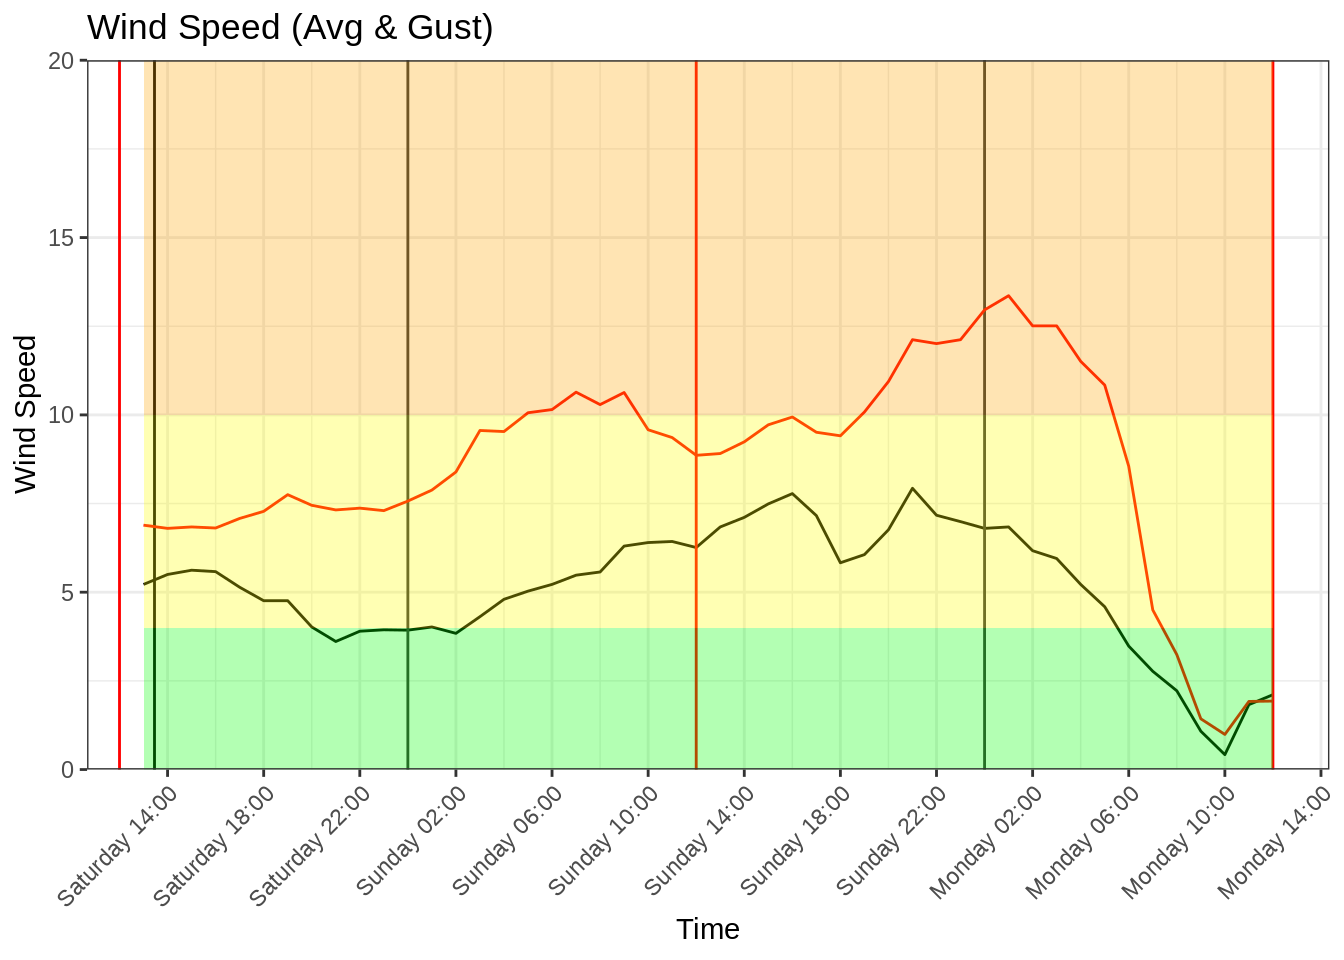 Wind Speed (Avg & Gust)
20
15
10
5
0
Wind Speed
Saturday 14:00
Saturday 18:00
Saturday 22:00
Sunday 02:00
Sunday 06:00
Sunday 10:00
Sunday 14:00
Sunday 18:00
Sunday 22:00
Monday 02:00
Monday 06:00
Monday 10:00
Monday 14:00
Time